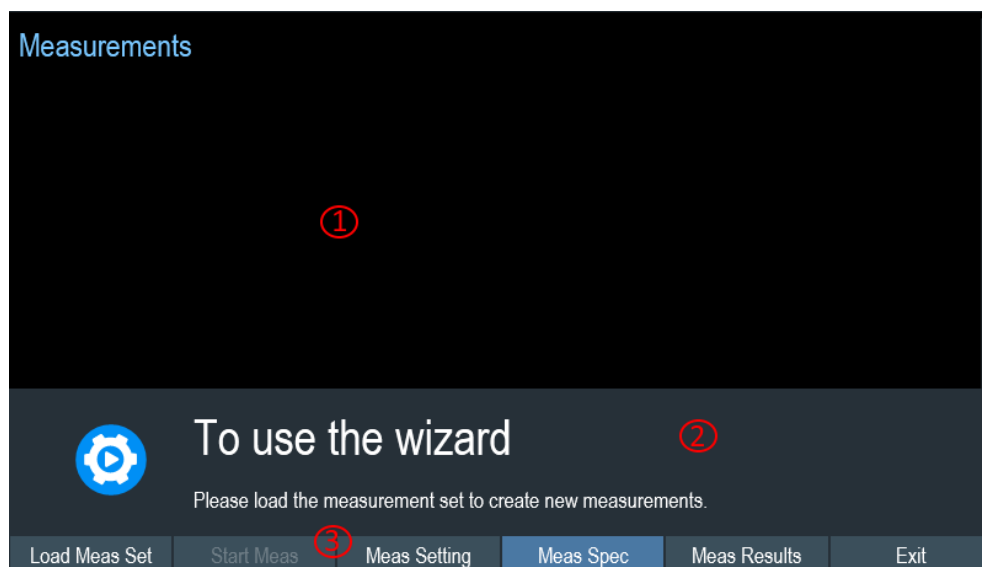 Measurements
①
To use the wizard
②
Please load the measurement set to create new measurements.
③
Load Meas Set Start Meas Meas Setting Meas Spec Meas Results Exit